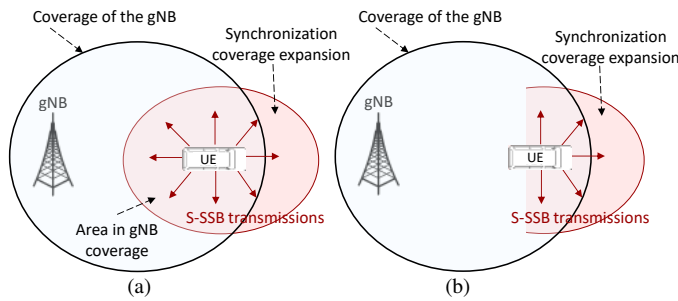 Coverage of the gNB
Synchronization
coverage expansion
gNB
UE
S-SSB transmissions
Area in gNB
coverage
(a)
Coverage of the gNB
Synchronization
coverage expansion
gNB
UE
S-SSB transmissions
(b)